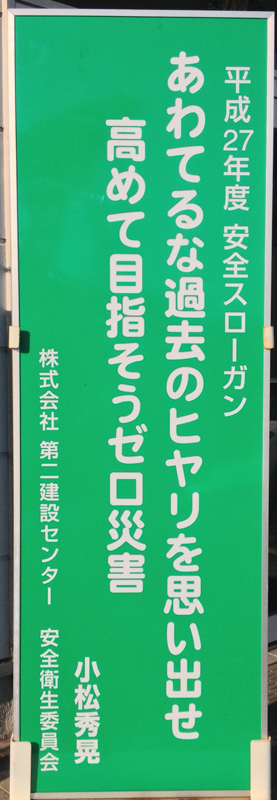 平成27年度 安全スローガン
あわてるな過去のヒヤリを思い出せ
高めて目指そうゼロ災害
小松秀晃
株式会社 第二建設センター 安全衛生委員会